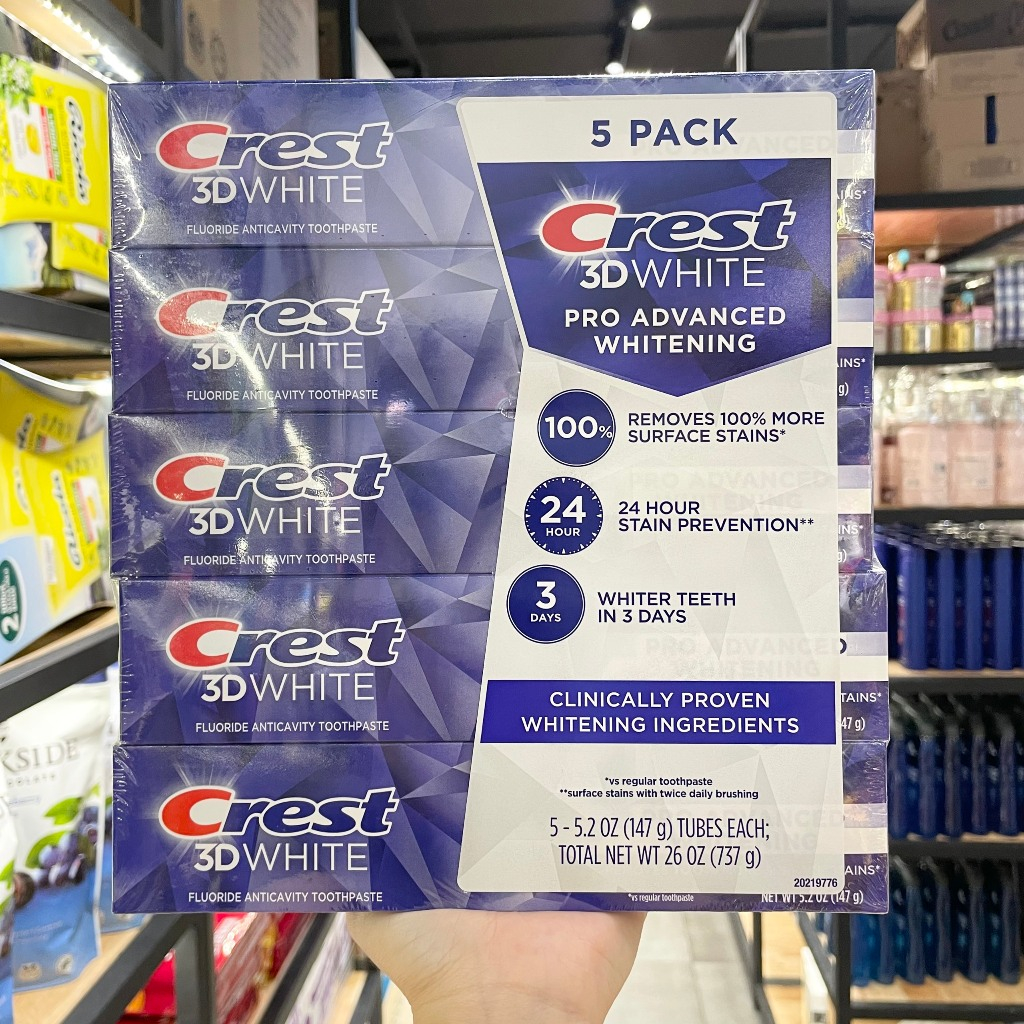 Crest
3D WHITE
FLUORIDE ANTICAVITY TOOTHPASTE
Crest
3D WHITE
FLUORIDE ANTICAVITY TOOTHPASTE
Crest
3D WHITE
FLUORIDE ANTICAVITY TOOTHPASTE
Crest
3D WHITE
FLUORIDE ANTICAVITY TOOTHPASTE
Crest
3D WHITE
FLUORIDE ANTICAVITY TOOTHPASTE
5 PACK
Crest
3D WHITE
PRO ADVANCED
WHITENING
100%
REMOVES 100% MORE
SURFACE STAINS*
24
HOUR
24 HOUR
STAIN PREVENTION**
3
DAYS
WHITER TEETH
IN 3 DAYS
CLINICALLY PROVEN
WHITENING INGREDIENTS
*vs regular toothpaste
**surface stains with twice daily brushing
5 - 5.2 OZ (147 g) TUBES EACH;
TOTAL NET WT 26 OZ (737 g)
20219776
*vs regular toothpaste
NET WT 5.2 OZ (147 g)